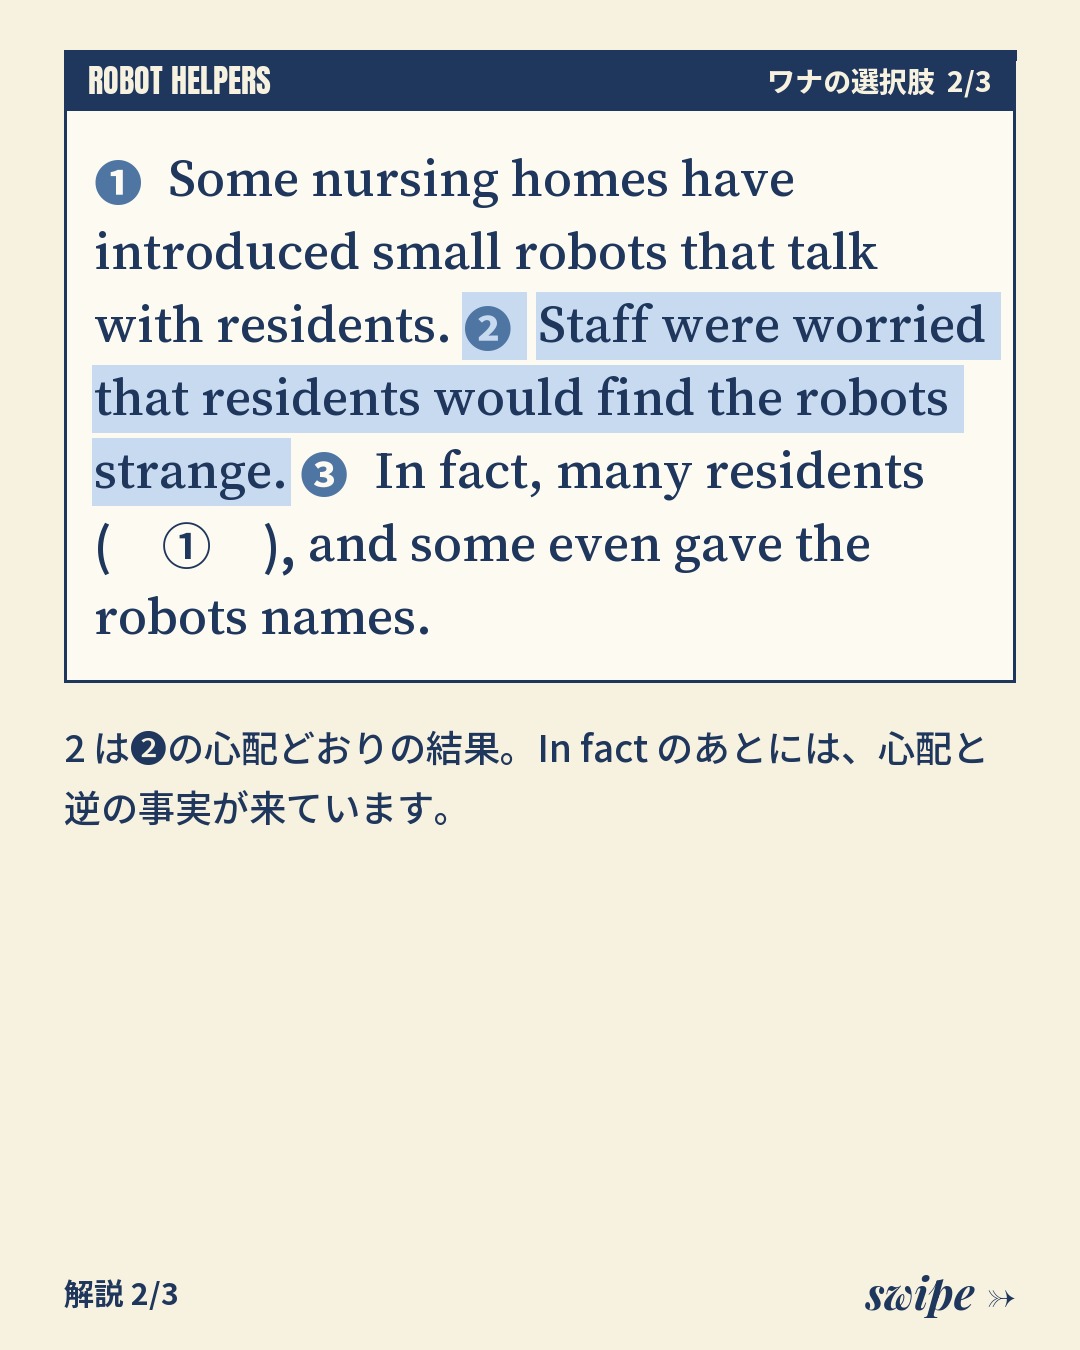 ROBOT HELPERS ワナの選択肢 2/3
❶ Some nursing homes have
introduced small robots that talk
with residents. ❷ Staff were worried
that residents would find the robots
strange. ❸ In fact, many residents
( ① ), and some even gave the
robots names.
2 は❷の心配どおりの結果。In fact のあとには、心配と
逆の事実が来ています。
解説 2/3 swipe